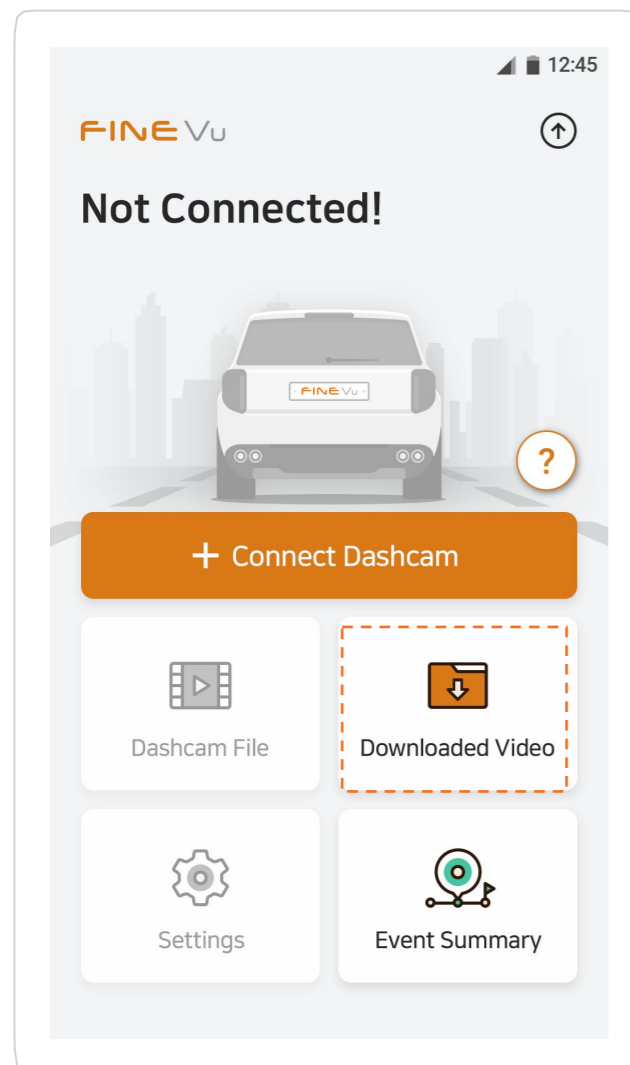 12:45
FINE Vu
Not Connected!
FINE Vu
?
+ Connect Dashcam
Dashcam File
Downloaded Video
Settings
Event Summary